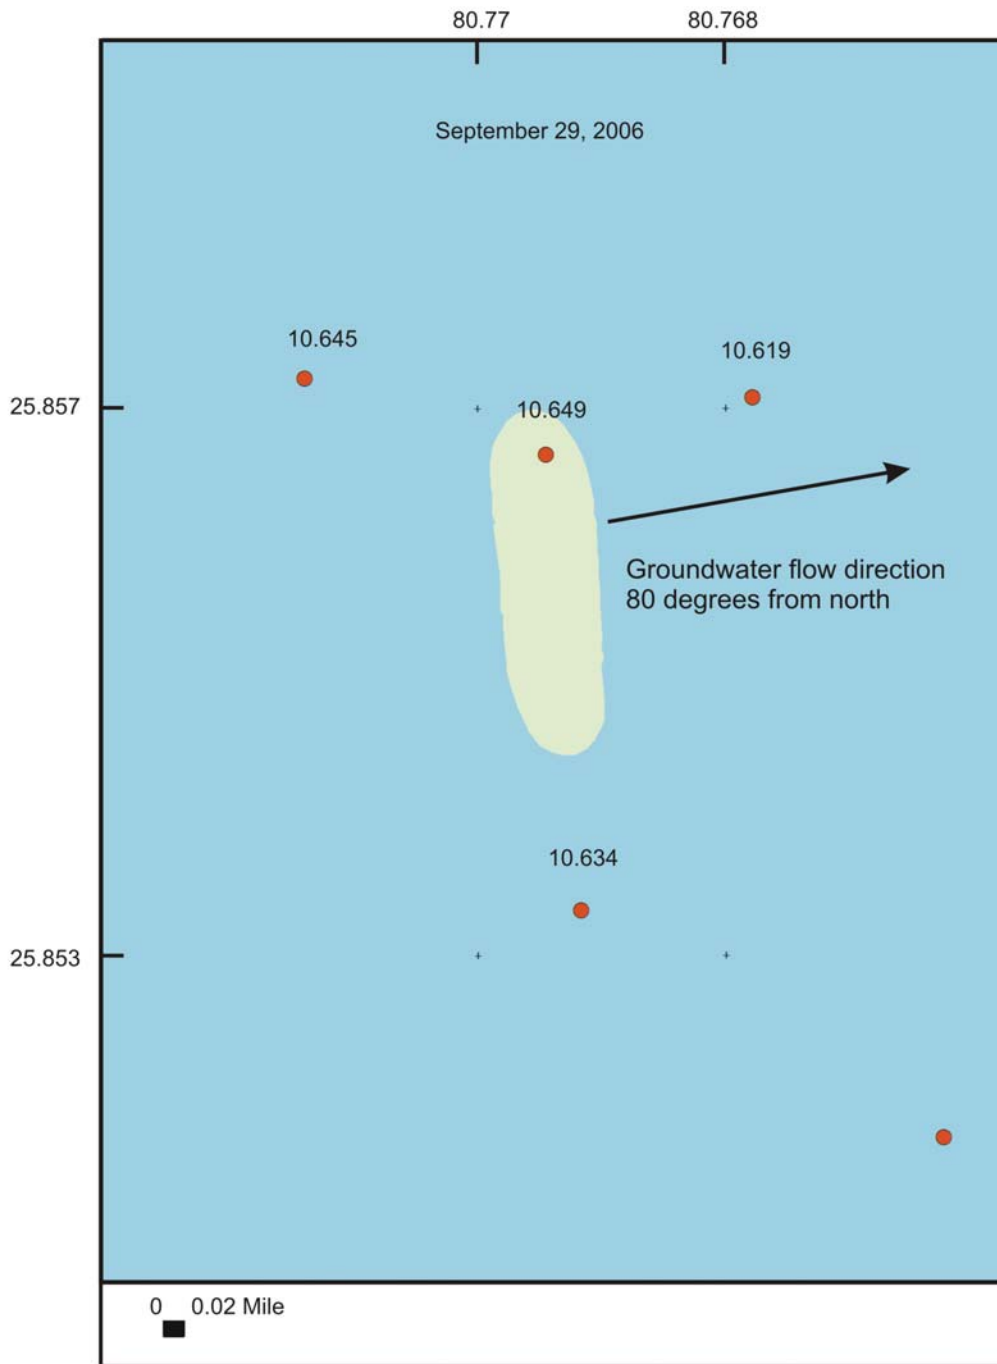 80.77 80.768
September 29, 2006
10.645
10.619
25.857
10.649
Groundwater flow direction
80 degrees from north
10.634
25.853
0 0.02 Mile